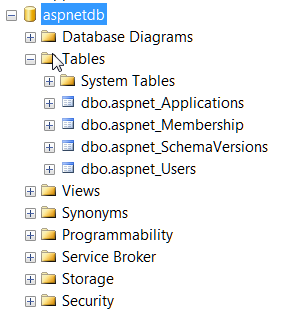 aspnetdb
Database Diagrams
Tables
System Tables
dbo.aspnet_Applications
dbo.aspnet_Membership
dbo.aspnet_SchemaVersions
dbo.aspnet_Users
Views
Synonyms
Programmability
Service Broker
Storage
Security